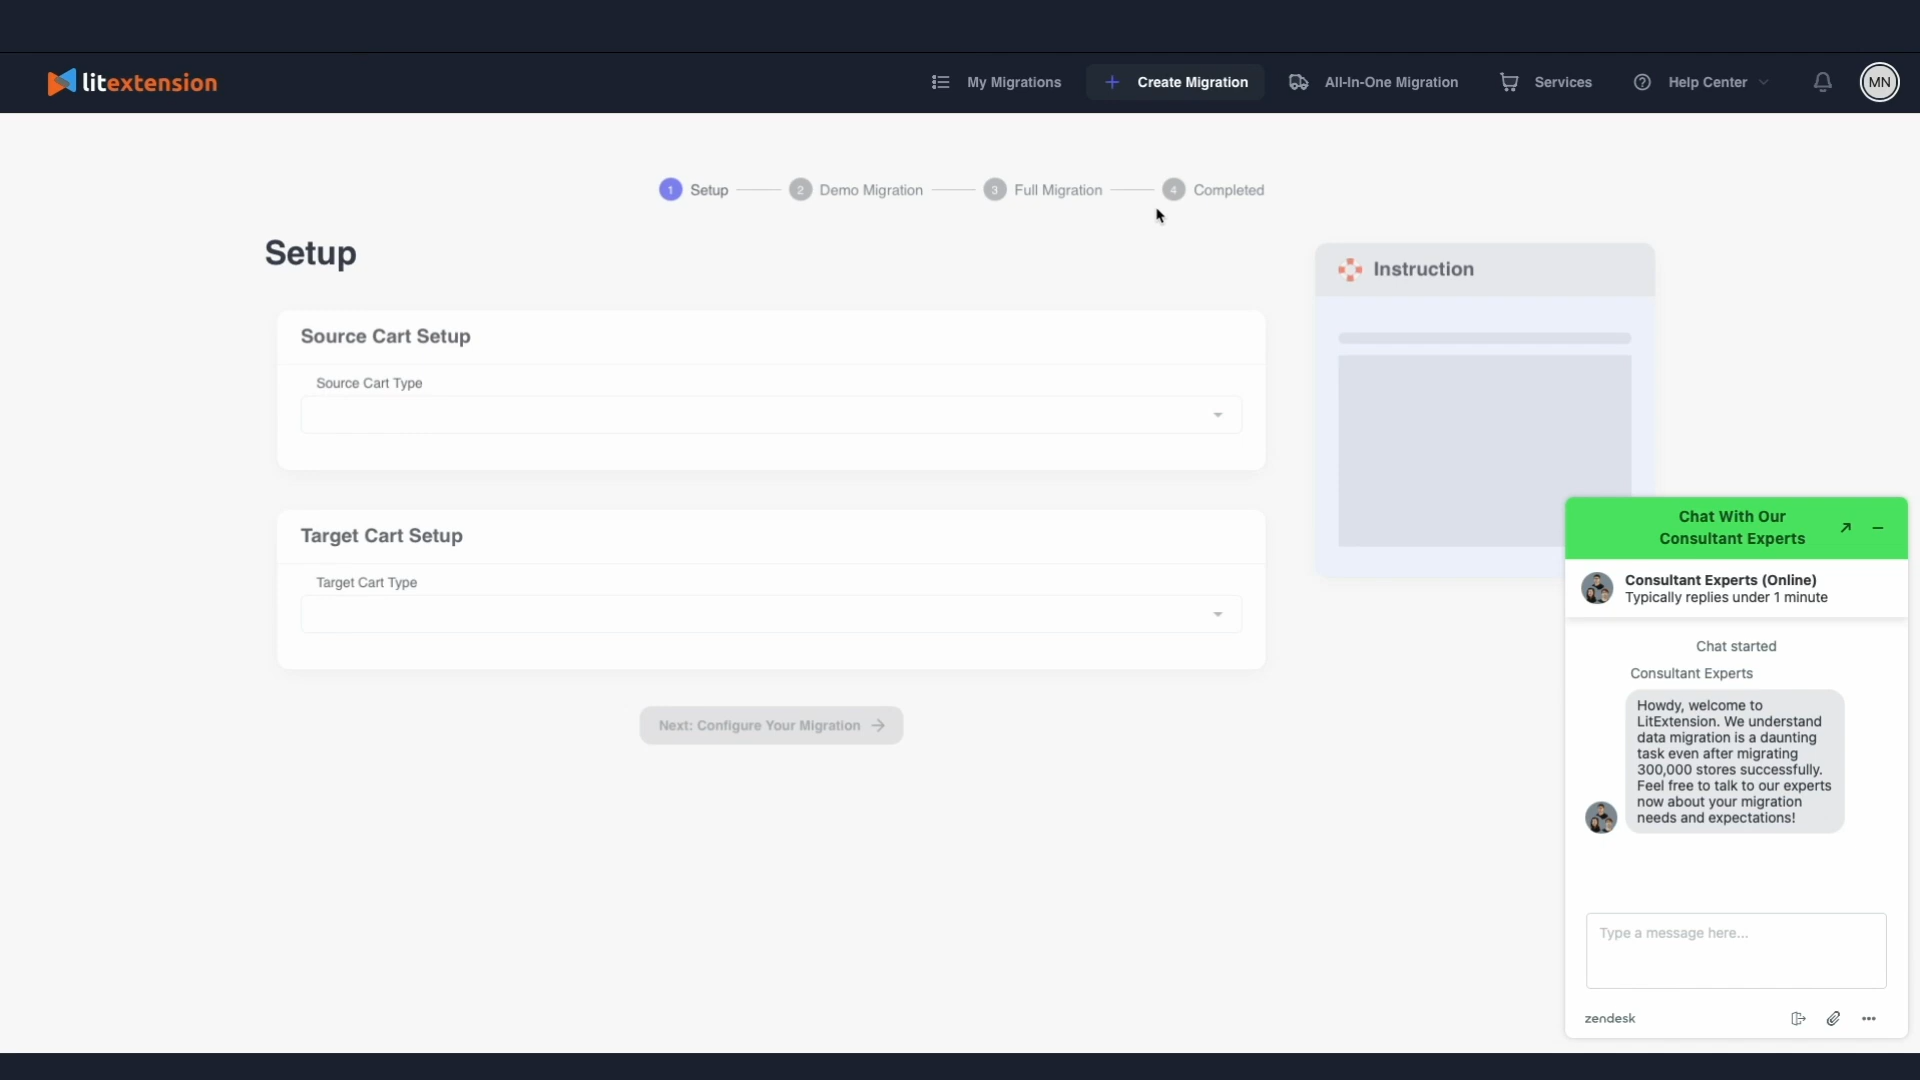 litextension
My Migrations
Create Migration
All-In-One Migration
Services
Help Center
MN
1 Setup
2 Demo Migration
3 Full Migration
4 Completed
Setup
Instruction
Source Cart Setup
Source Cart Type
Target Cart Setup
Target Cart Type
Next: Configure Your Migration
Chat With Our
Consultant Experts
Consultant Experts (Online)
Typically replies under 1 minute
Chat started
Consultant Experts
Howdy, welcome to
LitExtension. We understand
data migration is a daunting
task even after migrating
300,000 stores successfully.
Feel free to talk to our experts
now about your migration
needs and expectations!
Type a message here...
zendesk